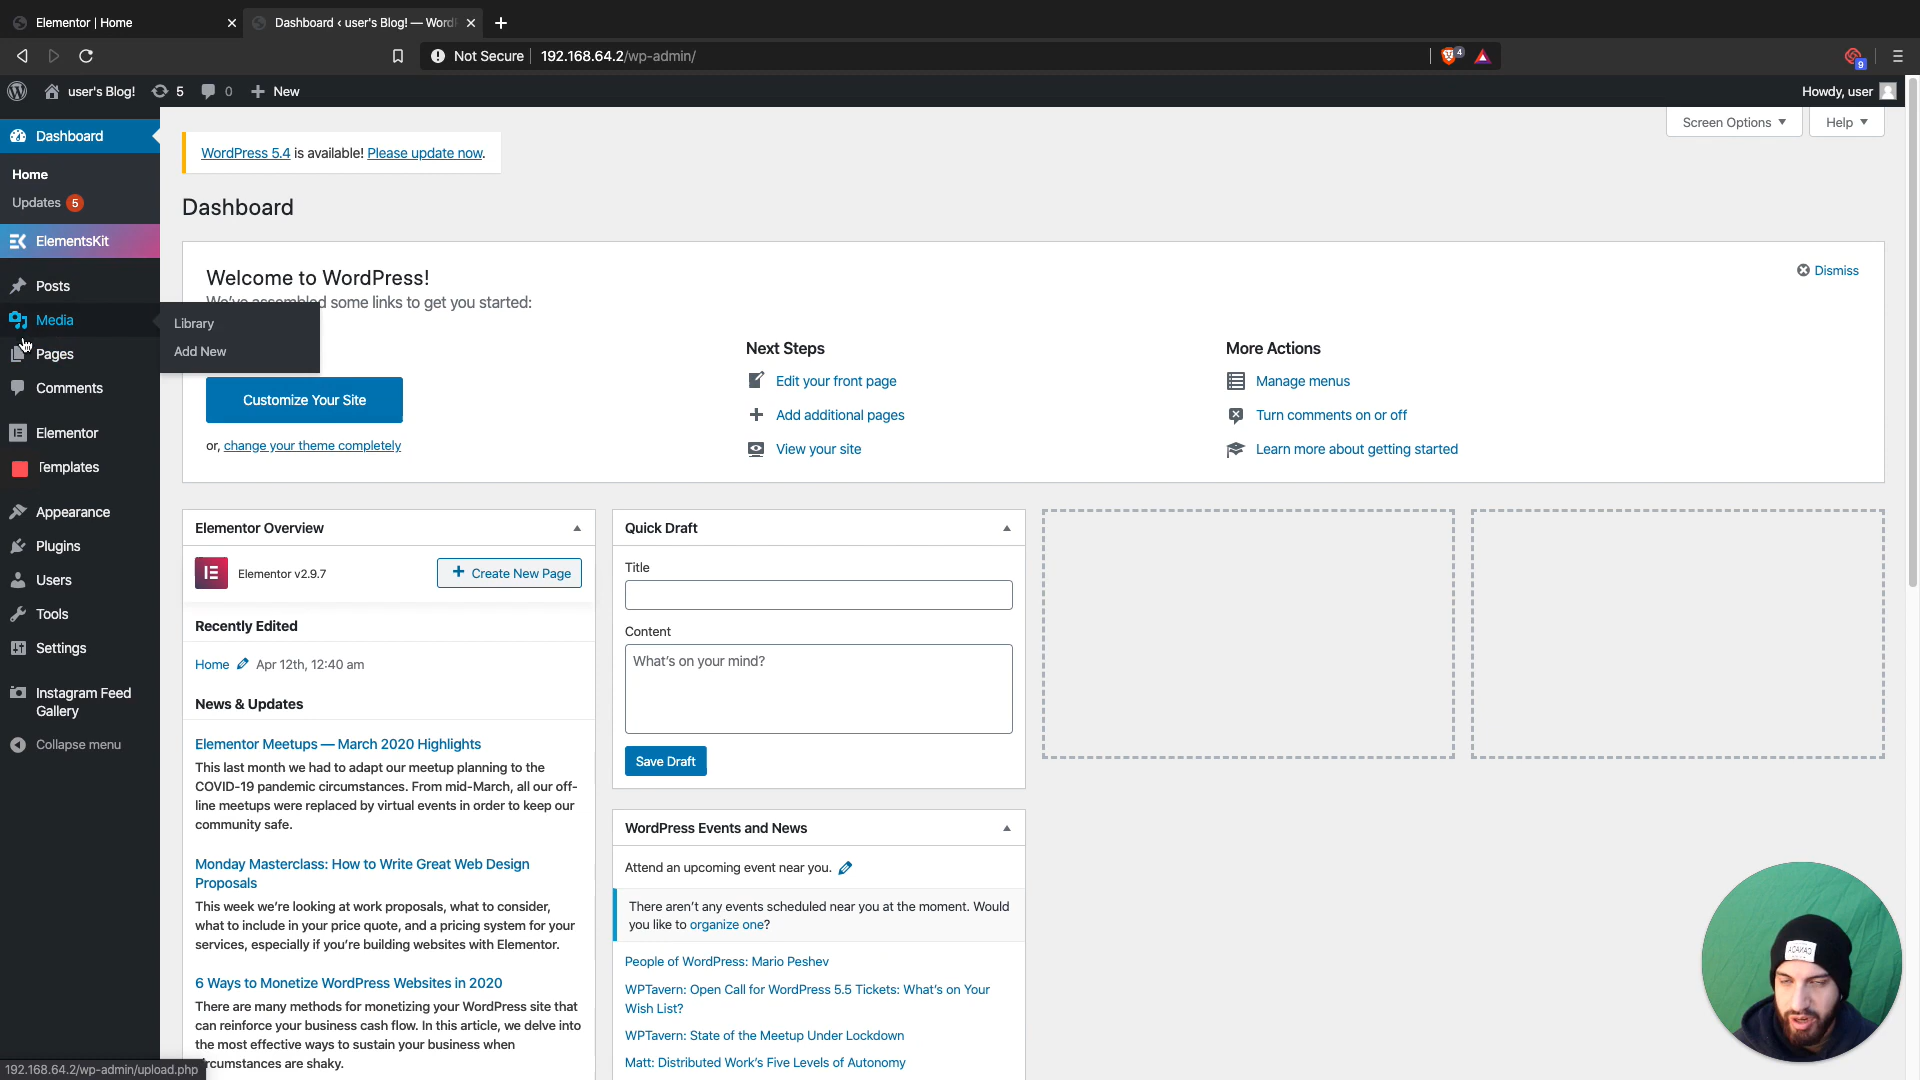 Elementor | Home
Dashboard ‹ user's Blog! — Word
Not Secure
192.168.64.2/wp-admin/
4
9
user's Blog!
5
0
New
Howdy, user
Dashboard
Home
Updates 5
ElementsKit
Posts
Media
Library
Add New
Pages
Comments
Elementor
Templates
Appearance
Plugins
Users
Tools
Settings
Instagram Feed
Gallery
Collapse menu
Screen Options
Help
WordPress 5.4 is available! Please update now.
Dashboard
Welcome to WordPress!
We've assembled some links to get you started:
Dismiss
Customize Your Site
or, change your theme completely
Next Steps
Edit your front page
Add additional pages
View your site
More Actions
Manage menus
Turn comments on or off
Learn more about getting started
Elementor Overview
Elementor v2.9.7
Create New Page
Recently Edited
Home Apr 12th, 12:40 am
News & Updates
Elementor Meetups — March 2020 Highlights
This last month we had to adapt our meetup planning to the
COVID-19 pandemic circumstances. From mid-March, all our off-
line meetups were replaced by virtual events in order to keep our
community safe.
Monday Masterclass: How to Write Great Web Design
Proposals
This week we're looking at work proposals, what to consider,
what to include in your price quote, and a pricing system for your
services, especially if you're building websites with Elementor.
6 Ways to Monetize WordPress Websites in 2020
There are many methods for monetizing your WordPress site that
can reinforce your business cash flow. In this article, we delve into
the most effective ways to sustain your business when
rcumstances are shaky.
Quick Draft
Title
Content
What's on your mind?
Save Draft
WordPress Events and News
Attend an upcoming event near you.
There aren't any events scheduled near you at the moment. Would
you like to organize one?
People of WordPress: Mario Peshev
WPTavern: Open Call for WordPress 5.5 Tickets: What's on Your
Wish List?
WPTavern: State of the Meetup Under Lockdown
Matt: Distributed Work's Five Levels of Autonomy
192.168.64.2/wp-admin/upload.php